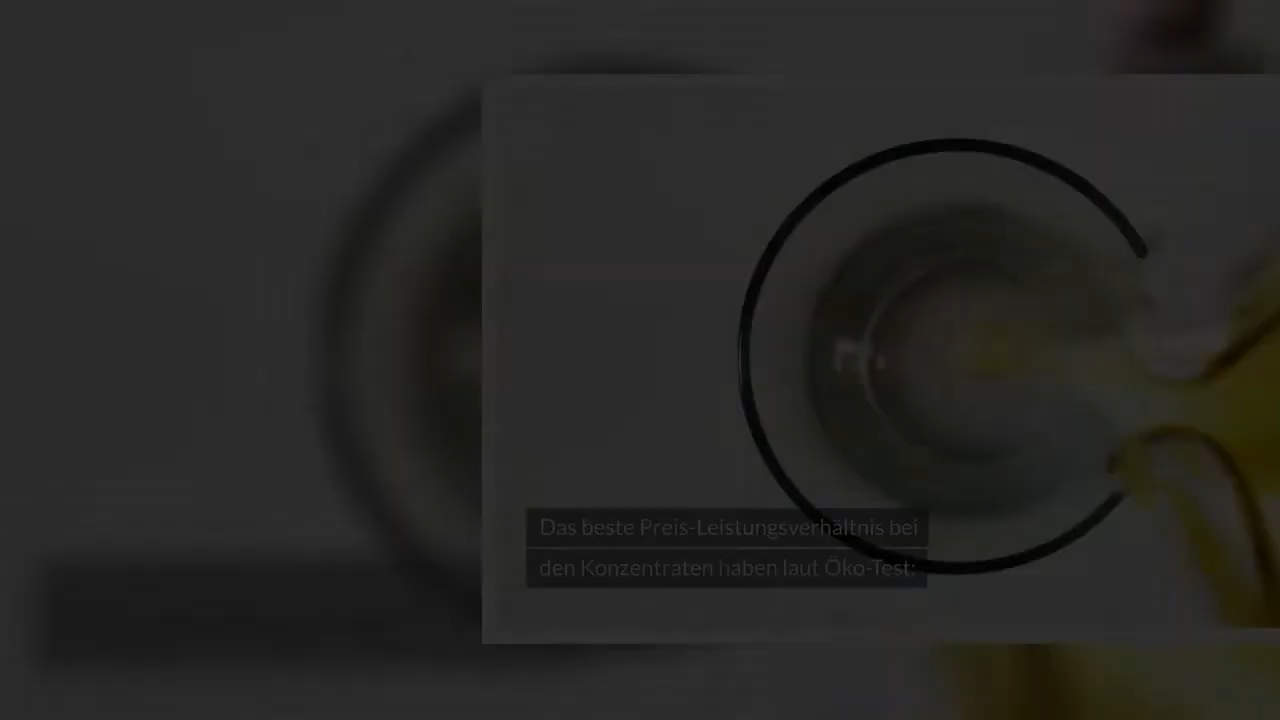 Das beste Preis-Leistungsverhältnis bei
den Konzentraten haben laut Öko-Test: